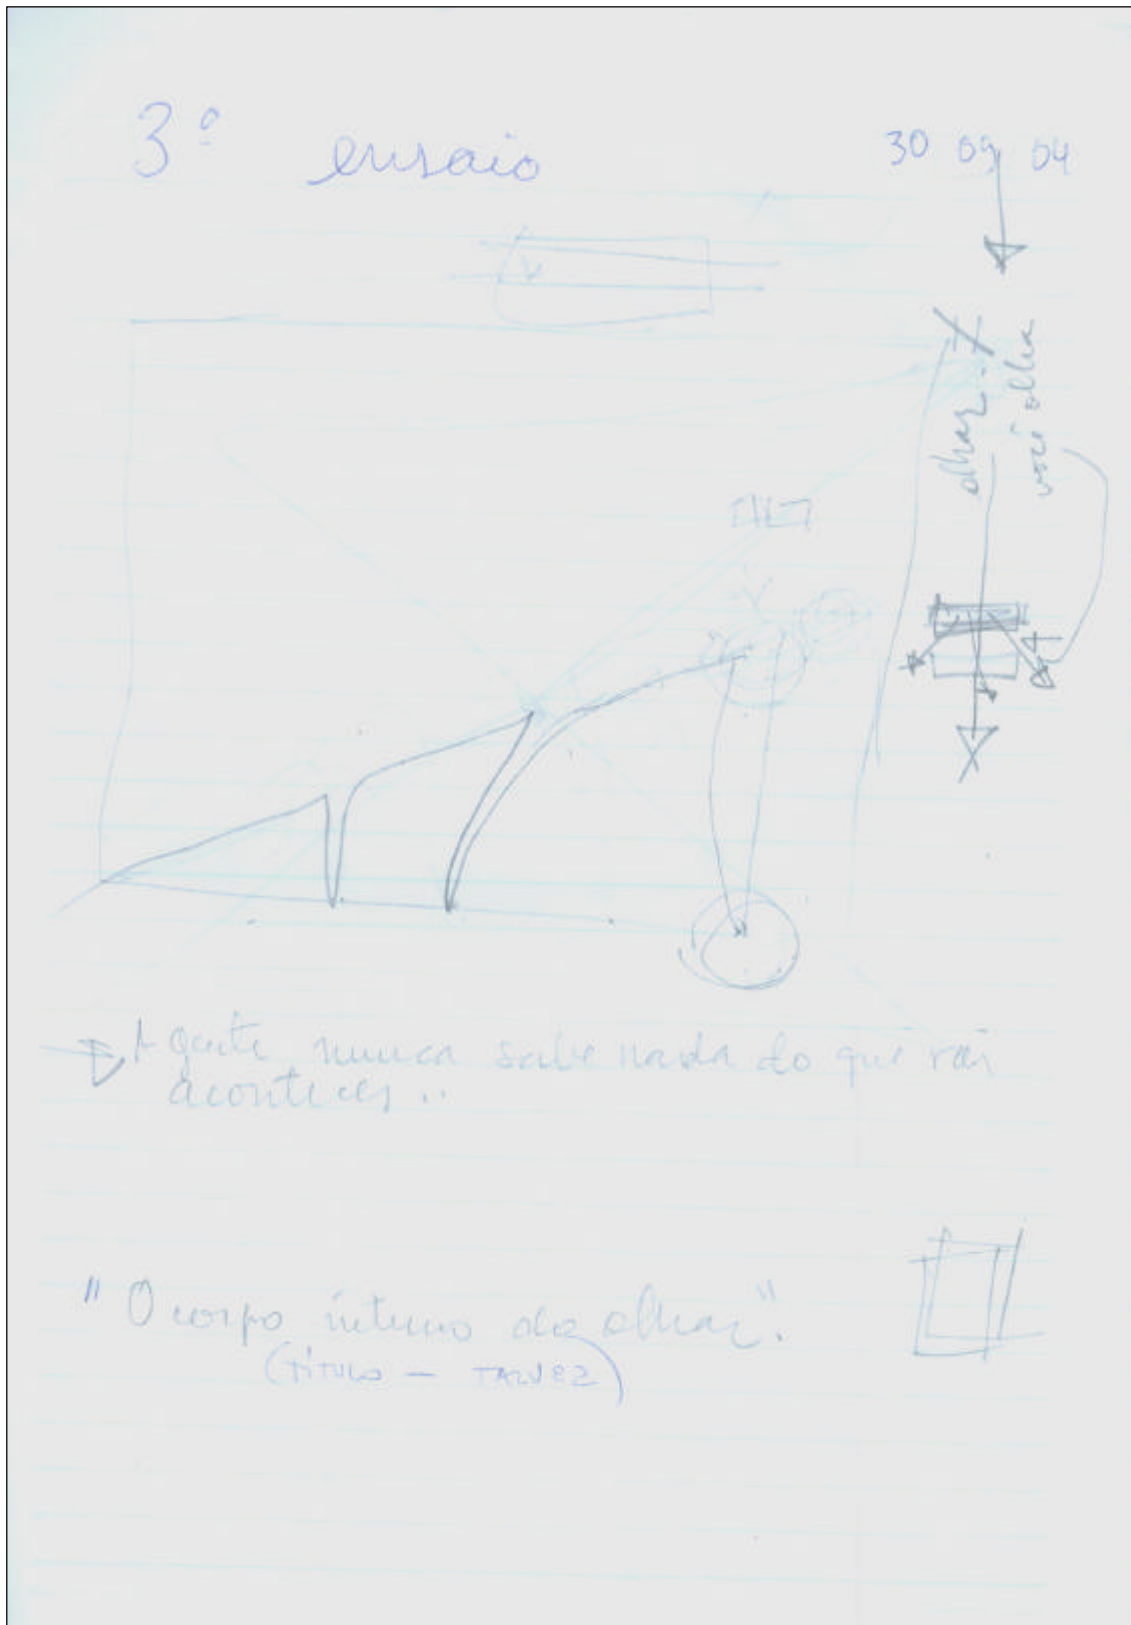 3º ensaio 30 09 04
olhar.
você olha
A gente nunca sabe nada do que vai
acontecer..
"O corpo interno do olhar".
(TÍTULO — TALVEZ)